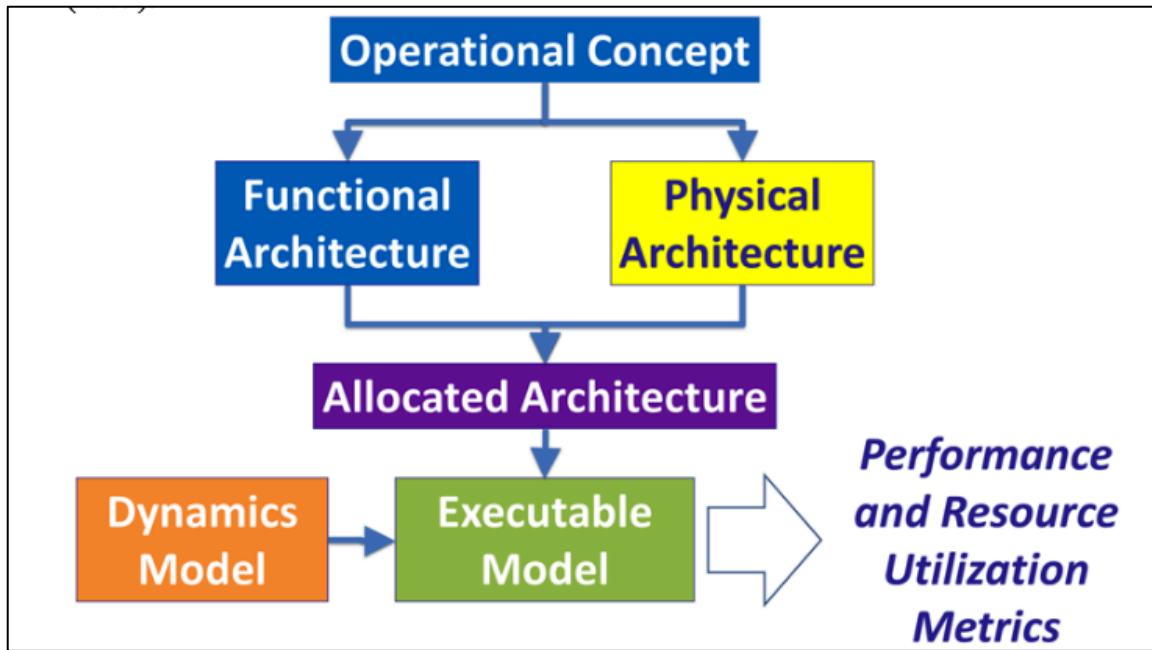 Operational Concept
Functional
Architecture
Physical
Architecture
Allocated Architecture
Dynamics
Model
Executable
Model
Performance
and Resource
Utilization
Metrics